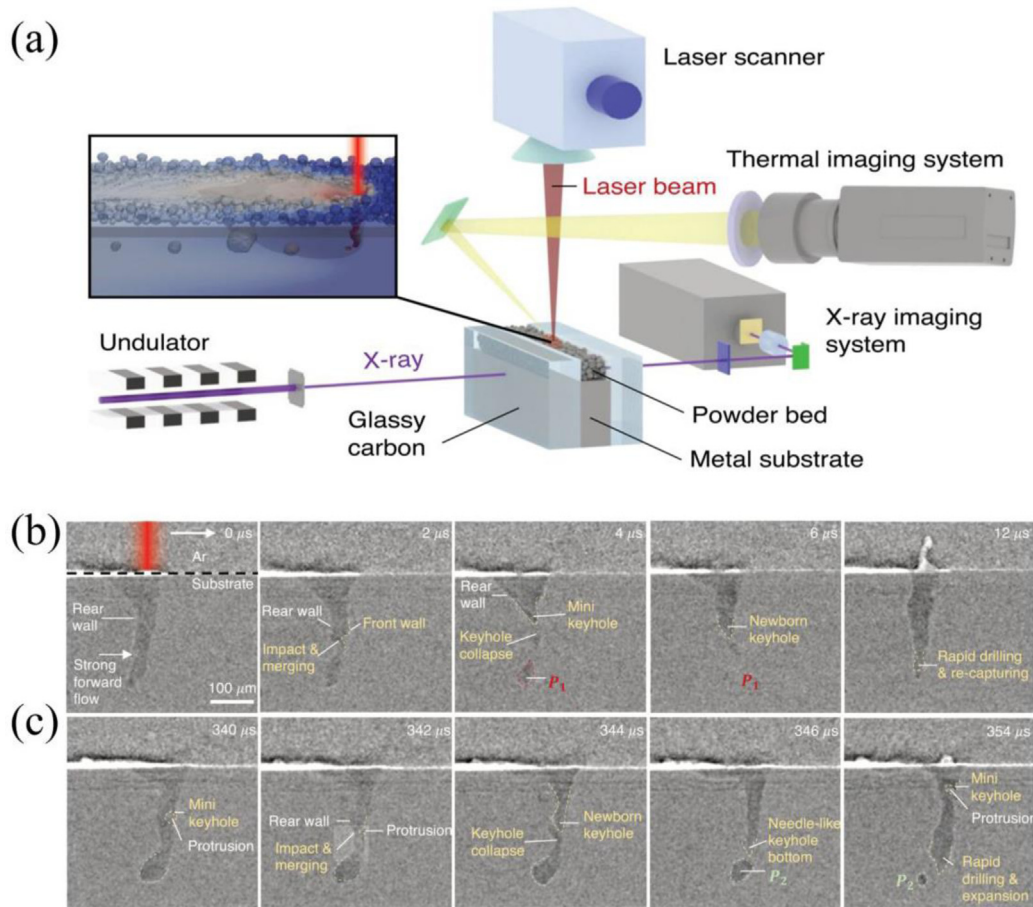 (a)
Laser scanner
Thermal imaging system
Laser beam
Undulator
X-ray
X-ray imaging
system
Glassy
carbon
Powder bed
Metal substrate
(b)
0 μs
Ar
Substrate
Rear
wall
Strong
forward
flow
100 μm
2 μs
Rear wall
Front wall
Impact &
merging
4 μs
Rear
wall
Mini
keyhole
Keyhole
collapse
P₁
6 μs
Newborn
keyhole
P₁
12 μs
Rapid drilling
& re-capturing
(c)
340 μs
Mini
keyhole
Protrusion
342 μs
Rear wall
Protrusion
Impact &
merging
344 μs
Keyhole
collapse
Newborn
keyhole
346 μs
Needle-like
keyhole
bottom
P₂
354 μs
Mini
keyhole
Protrusion
P₂
Rapid
drilling &
expansion